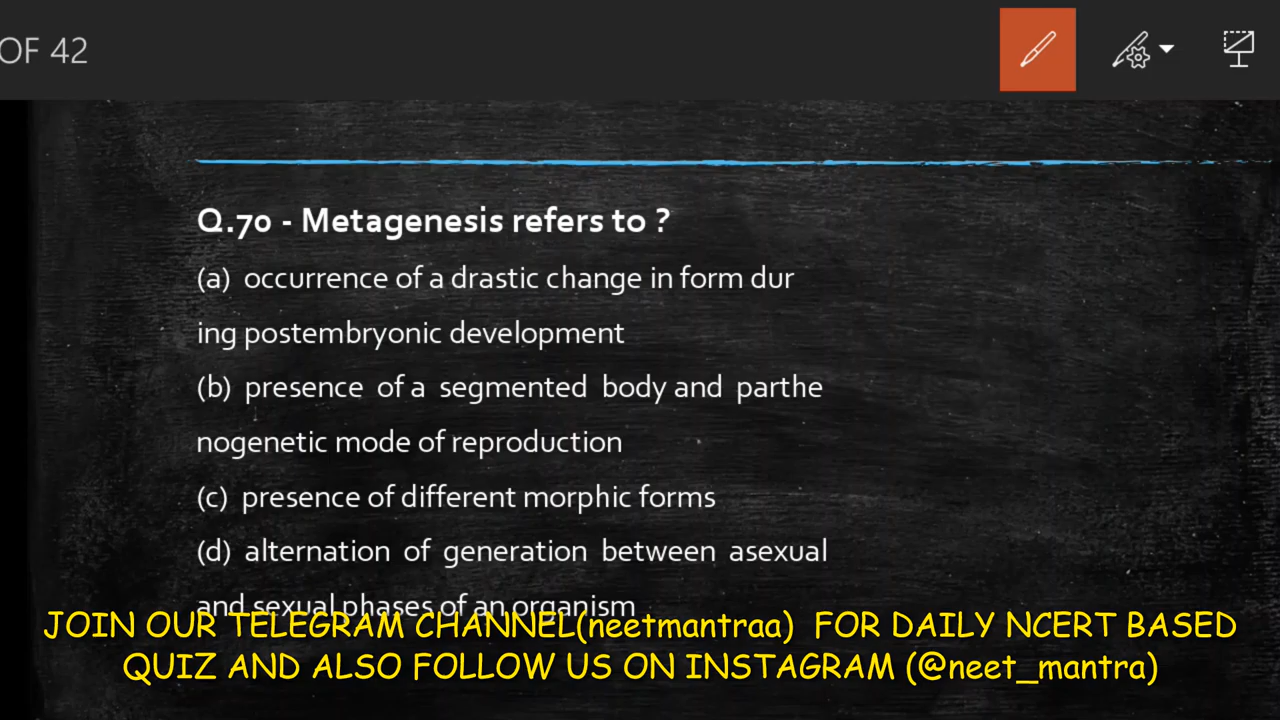 OF 42
Q.70 - Metagenesis refers to ?
(a) occurrence of a drastic change in form dur
ing postembryonic development
(b) presence of a segmented body and parthe
nogenetic mode of reproduction
(c) presence of different morphic forms
(d) alternation of generation between asexual
and sexual phases of an organism
JOIN OUR TELEGRAM CHANNEL(neetmantraa) FOR DAILY NCERT BASED
QUIZ AND ALSO FOLLOW US ON INSTAGRAM (@neet_mantra)